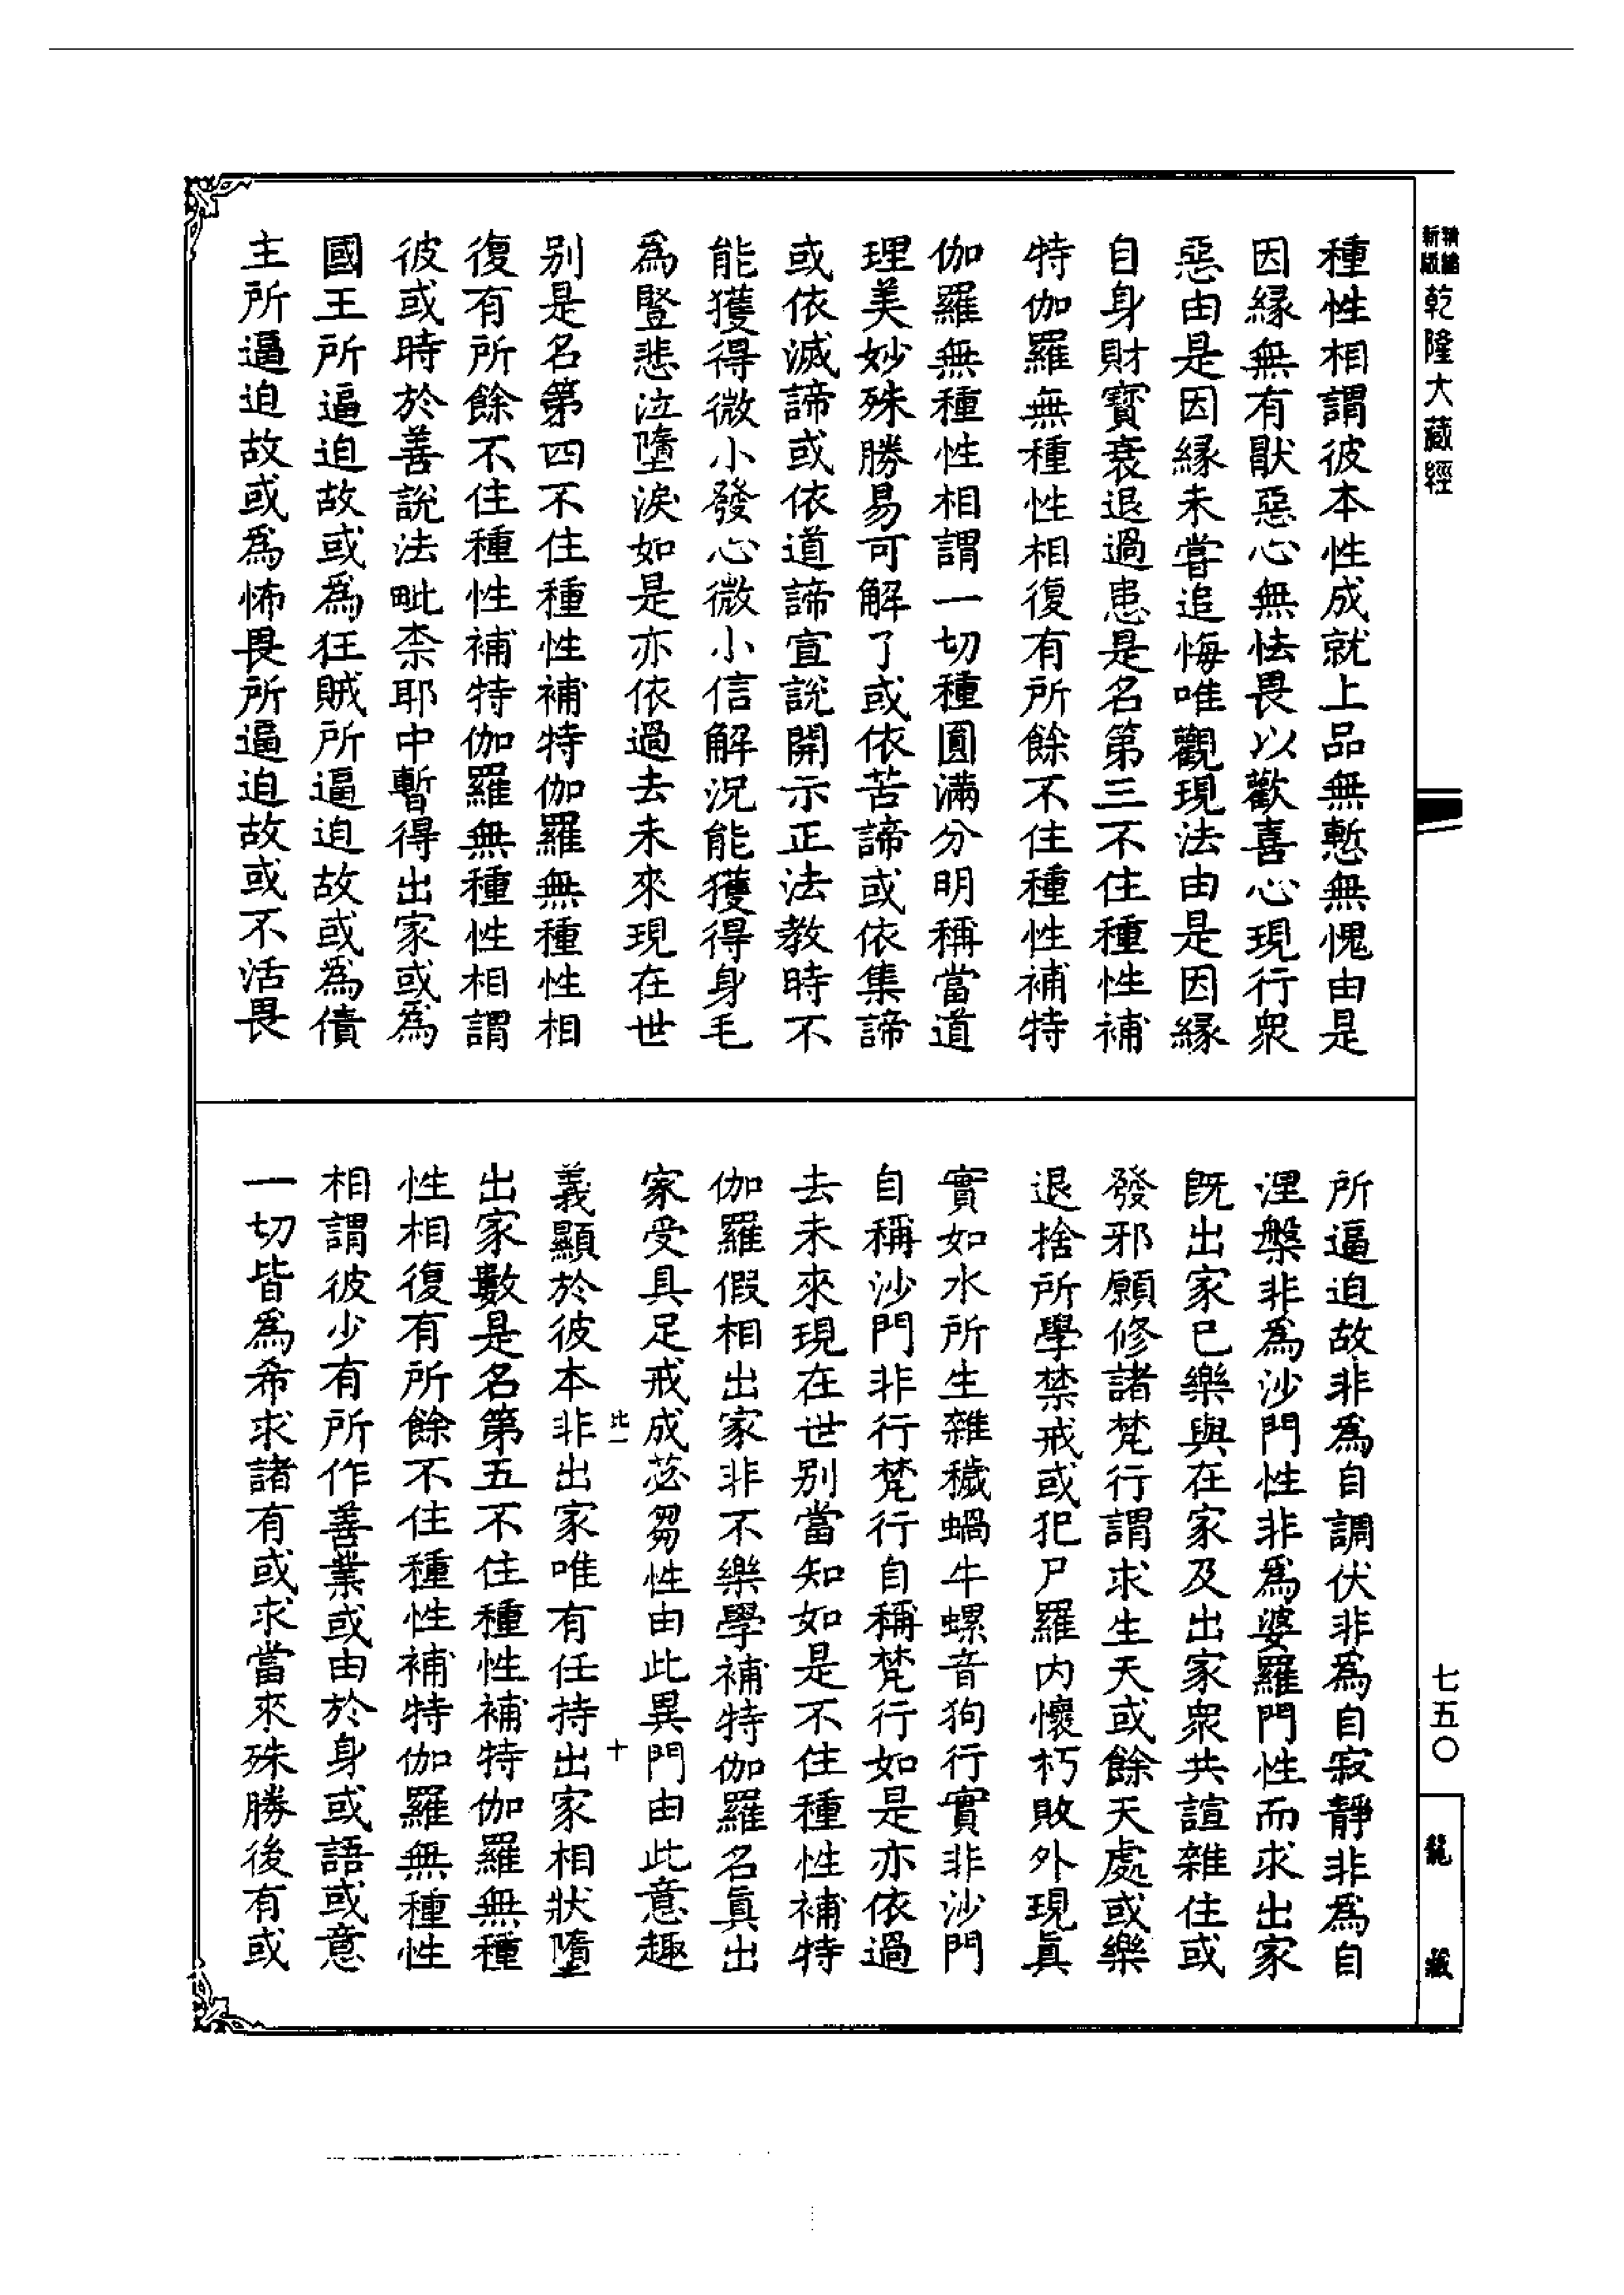 新版精縮乾隆大藏經
種性相謂彼本性成就上品無慙無愧由是
因緣無有猒惡心無怯畏以歡喜心現行衆
惡由是因緣未嘗追悔唯觀現法由是因緣
自身財寶衰退過患是名第三不住種性補
特伽羅無種性相復有所餘不住種性補特
伽羅無種性相謂一切種圓滿分明稱當道
理美妙殊勝易可解了或依苦諦或依集諦
或依滅諦或依道諦宣說開示正法教時不
能獲得微小發心微小信解況能獲得身毛
為豎悲泣墮淚如是亦依過去未來現在世
別是名第四不住種性補特伽羅無種性相
復有所餘不住種性補特伽羅無種性相謂
彼或時於善說法毗柰耶中暫得出家或為
國王所逼迫故或為狂賊所逼迫故或為債
主所逼迫故或為怖畏所逼迫故或不活畏
所逼迫故非為自調伏非為自寂靜非為自
涅槃非為沙門性非為婆羅門性而求出家
既出家已樂與在家及出家衆共諠雜住或
發邪願修諸梵行謂求生天或餘天處或樂
退捨所學禁戒或犯尸羅內懷朽敗外現眞
實如水所生雜穢蝸牛螺音狗行實非沙門
自稱沙門非行梵行自稱梵行如是亦依過
去未來現在世別當知如是不住種性補特
伽羅假相出家非不樂學補特伽羅名眞出
家受具足戒成苾芻性由此異門由此意趣
此一 十
義顯於彼本非出家唯有任持出家相狀墮
出家數是名第五不住種性補特伽羅無種
性相復有所餘不住種性補特伽羅無種性
相謂彼少有所作善業或由於身或語或意
一切皆為希求諸有或求當來殊勝後有或
七五〇
龍藏